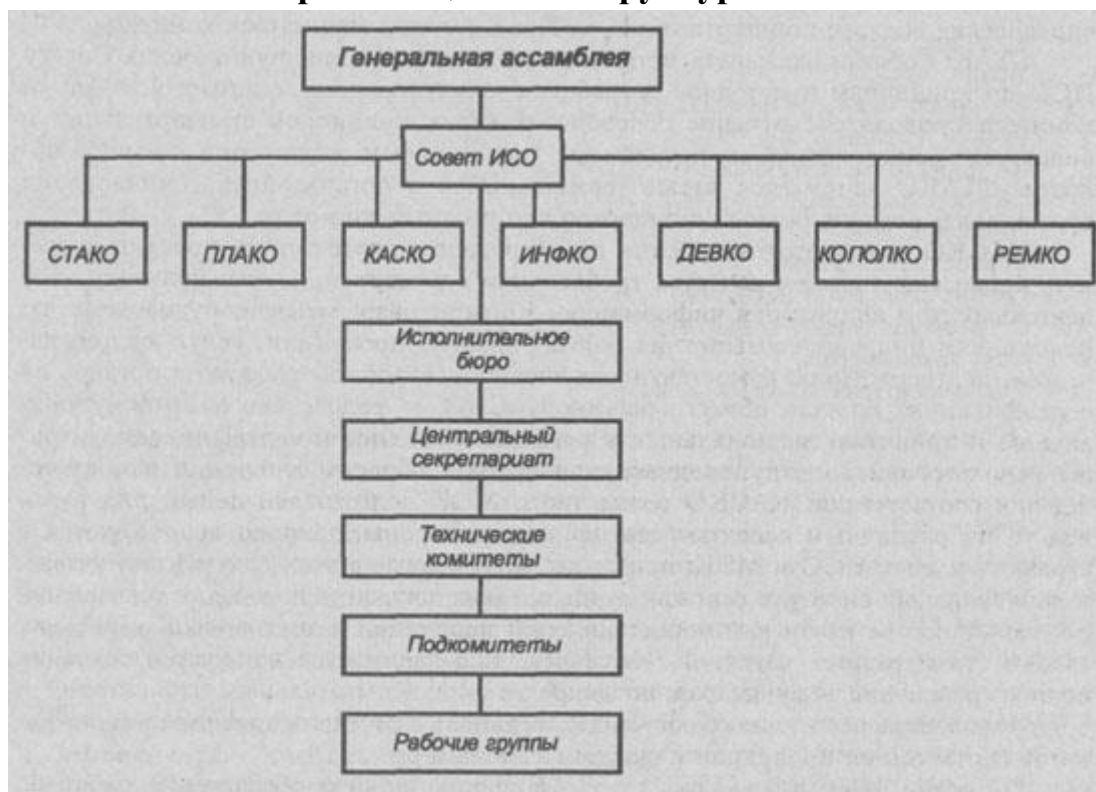 Генеральная ассамблея
Совет ИСО
СТАКО ПЛАКО КАСКО ИНФКО ДЕВКО КОПОЛКО РЕМКО
Исполнительное
бюро
Центральный
секретариат
Технические
комитеты
Подкомитеты
Рабочие группы